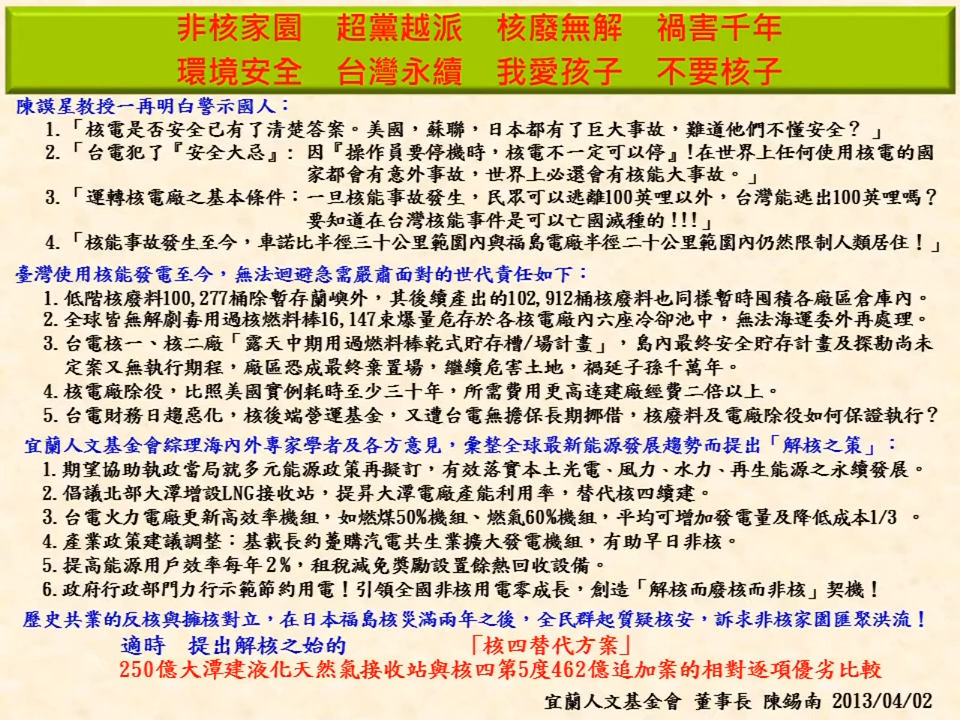 非核家園　超黨越派　核廢無解　禍害千年
環境安全　台灣永續　我愛孩子　不要核子
陳謨星教授一再明白警示國人：
1.「核電是否安全已有了清楚答案。美國，蘇聯，日本都有了巨大事故，難道他們不懂安全？」
2.「台電犯了『安全大忌』：因『操作員要停機時，核電不一定可以停』!在世界上任何使用核電的國
家都會有意外事故，世界上必還會有核能大事故。」
3.「運轉核電廠之基本條件：一旦核能事故發生，民眾可以逃離100英哩以外，台灣能逃出100英哩嗎？
要知道在台灣核能事件是可以亡國滅種的!!!」
4.「核能事故發生至今，車諾比半徑三十公里範圍內與福島電廠半徑二十公里範圍內仍然限制人類居住！」
臺灣使用核能發電至今，無法迴避急需嚴肅面對的世代責任如下：
1.低階核廢料100,277桶除暫存蘭嶼外，其後續產出的102,912桶核廢料也同樣暫時囤積各廠區倉庫內。
2.全球皆無解劇毒用過核燃料棒16,147束爆量危存於各核電廠內六座冷卻池中，無法海運委外再處理。
3.台電核一、核二廠「露天中期用過燃料棒乾式貯存槽/場計畫」，島內最終安全貯存計畫及探勘尚未
定案又無執行期程，廠區恐成最終棄置場，繼續危害土地，禍延子孫千萬年。
4.核電廠除役，比照美國實例耗時至少三十年，所需費用更高達建廠經費二倍以上。
5.台電財務日趨惡化，核後端營運基金，又遭台電無擔保長期挪借，核廢料及電廠除役如何保證執行？
宜蘭人文基金會綜理海內外專家學者及各方意見，彙整全球最新能源發展趨勢而提出「解核之策」：
1.期望協助執政當局就多元能源政策再擬訂，有效落實本土光電、風力、水力、再生能源之永續發展。
2.倡議北部大潭增設LNG接收站，提昇大潭電廠產能利用率，替代核四續建。
3.台電火力電廠更新高效率機組，如燃煤50%機組、燃氣60%機組，平均可增加發電量及降低成本1/3 。
4.產業政策建議調整：基載長約躉購汽電共生業擴大發電機組，有助早日非核。
5.提高能源用戶效率每年2%，租稅減免獎勵設置餘熱回收設備。
6.政府行政部門力行示範節約用電！引領全國非核用電零成長，創造「解核而廢核而非核」契機！
歷史共業的反核與擁核對立，在日本福島核災滿兩年之後，全民群起質疑核安，訴求非核家園匯聚洪流！
適時　提出解核之始的　「核四替代方案」
250億大潭建液化天然氣接收站與核四第5度462億追加案的相對逐項優劣比較
宜蘭人文基金會 董事長 陳錫南 2013/04/02